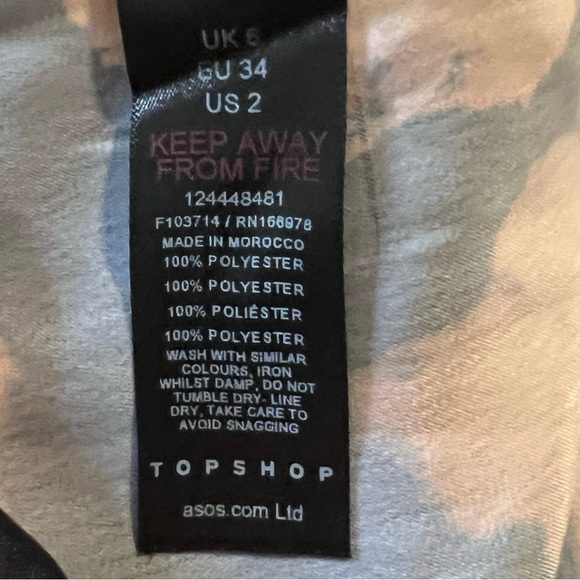 UK 6
EU 34
US 2
KEEP AWAY
FROM FIRE
124448481
F103714 / RN166978
MADE IN MOROCCO
100% POLYESTER
100% POLYESTER
100% POLIÉSTER
100% POLYESTER
WASH WITH SIMILAR
COLOURS, IRON
WHILST DAMP, DO NOT
TUMBLE DRY- LINE
DRY, TAKE CARE TO
AVOID SNAGGING
TOPSHOP
asos.com Ltd